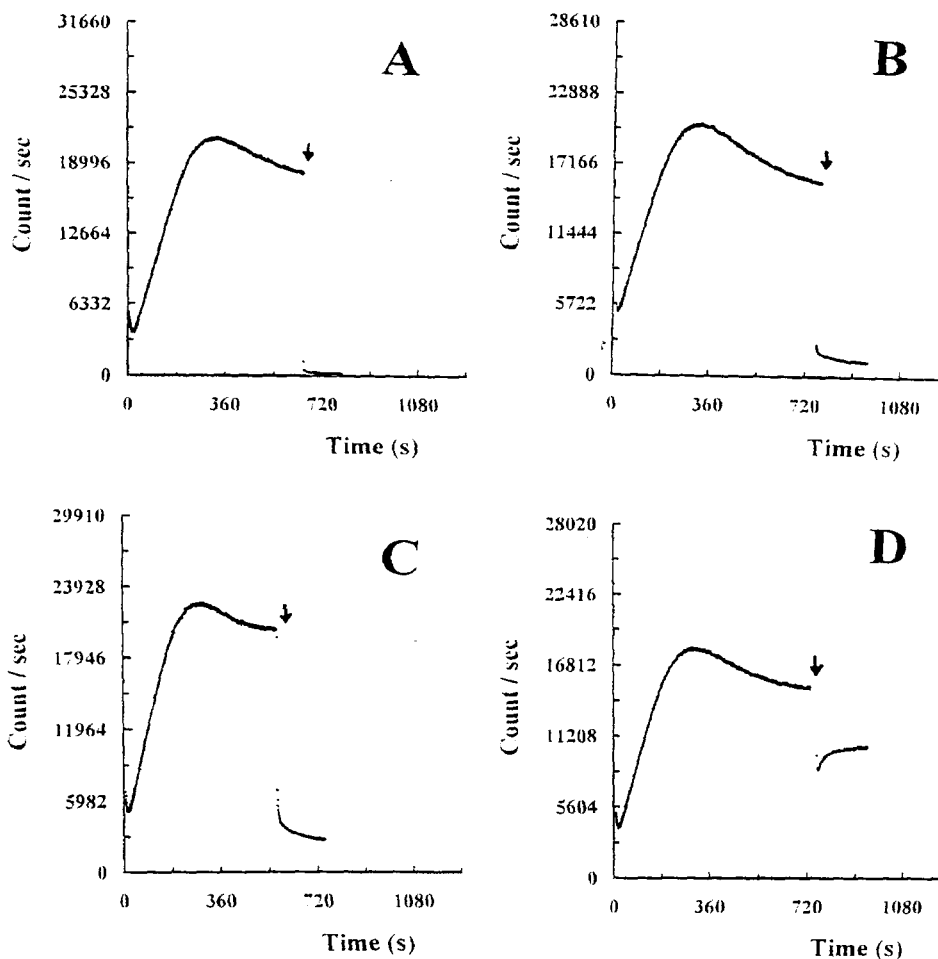 A
31660
25328
18996
12664
6332
0
Count / sec
0 360 720 1080
Time (s)
B
28610
22888
17166
11444
5722
0
Count / sec
0 360 720 1080
Time (s)
C
29910
23928
17946
11964
5982
0
Count / sec
0 360 720 1080
Time (s)
D
28020
22416
16812
11208
5604
0
Count / sec
0 360 720 1080
Time (s)